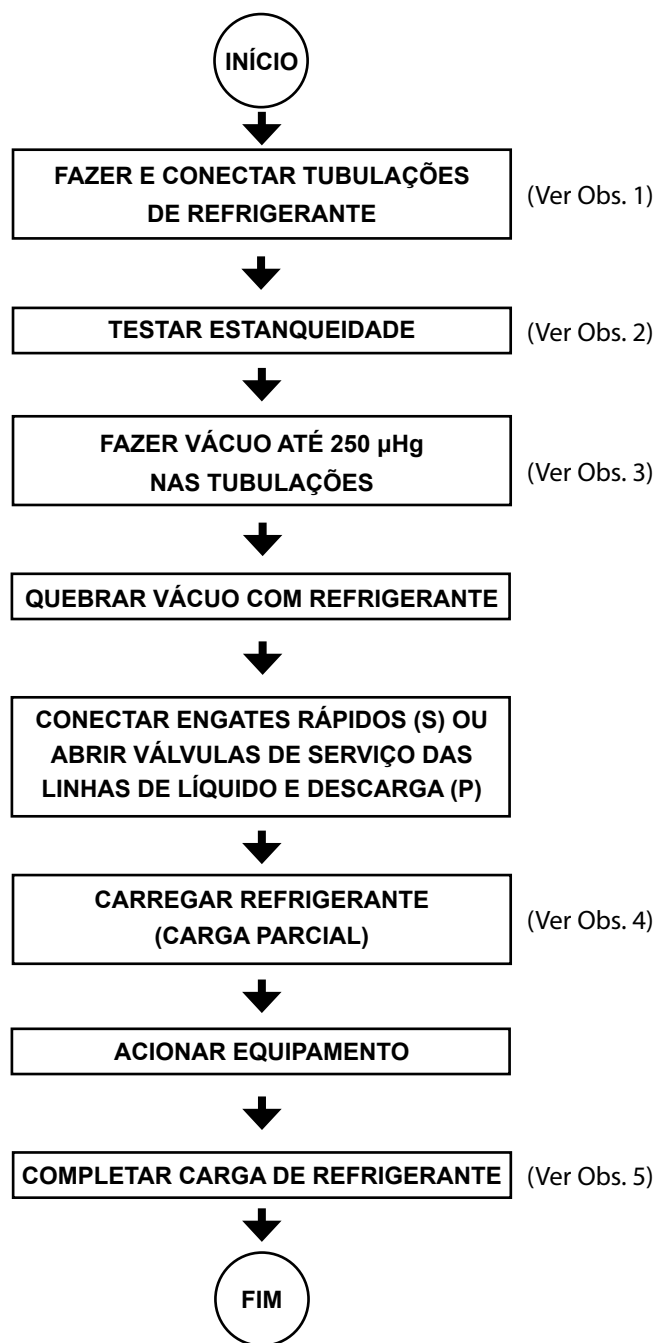 INÍCIO
FAZER E CONECTAR TUBULAÇÕES
DE REFRIGERANTE
(Ver Obs. 1)
TESTAR ESTANQUEIDADE
(Ver Obs. 2)
FAZER VÁCUO ATÉ 250 µHg
NAS TUBULAÇÕES
(Ver Obs. 3)
QUEBRAR VÁCUO COM REFRIGERANTE
CONECTAR ENGATES RÁPIDOS (S) OU
ABRIR VÁLVULAS DE SERVIÇO DAS
LINHAS DE LÍQUIDO E DESCARGA (P)
CARREGAR REFRIGERANTE
(CARGA PARCIAL)
(Ver Obs. 4)
ACIONAR EQUIPAMENTO
COMPLETAR CARGA DE REFRIGERANTE
(Ver Obs. 5)
FIM